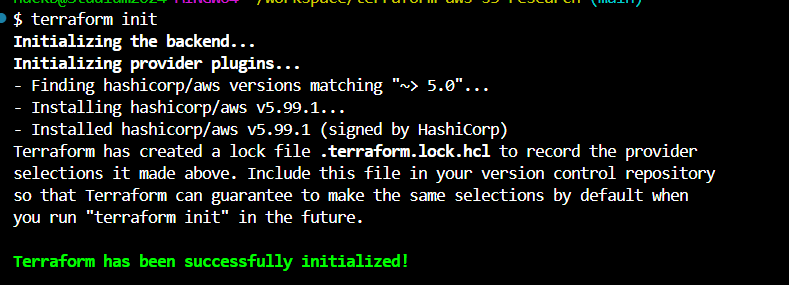 $ terraform init
Initializing the backend...
Initializing provider plugins...
- Finding hashicorp/aws versions matching "~> 5.0"...
- Installing hashicorp/aws v5.99.1...
- Installed hashicorp/aws v5.99.1 (signed by HashiCorp)
Terraform has created a lock file .terraform.lock.hcl to record the provider
selections it made above. Include this file in your version control repository
so that Terraform can guarantee to make the same selections by default when
you run "terraform init" in the future.
Terraform has been successfully initialized!